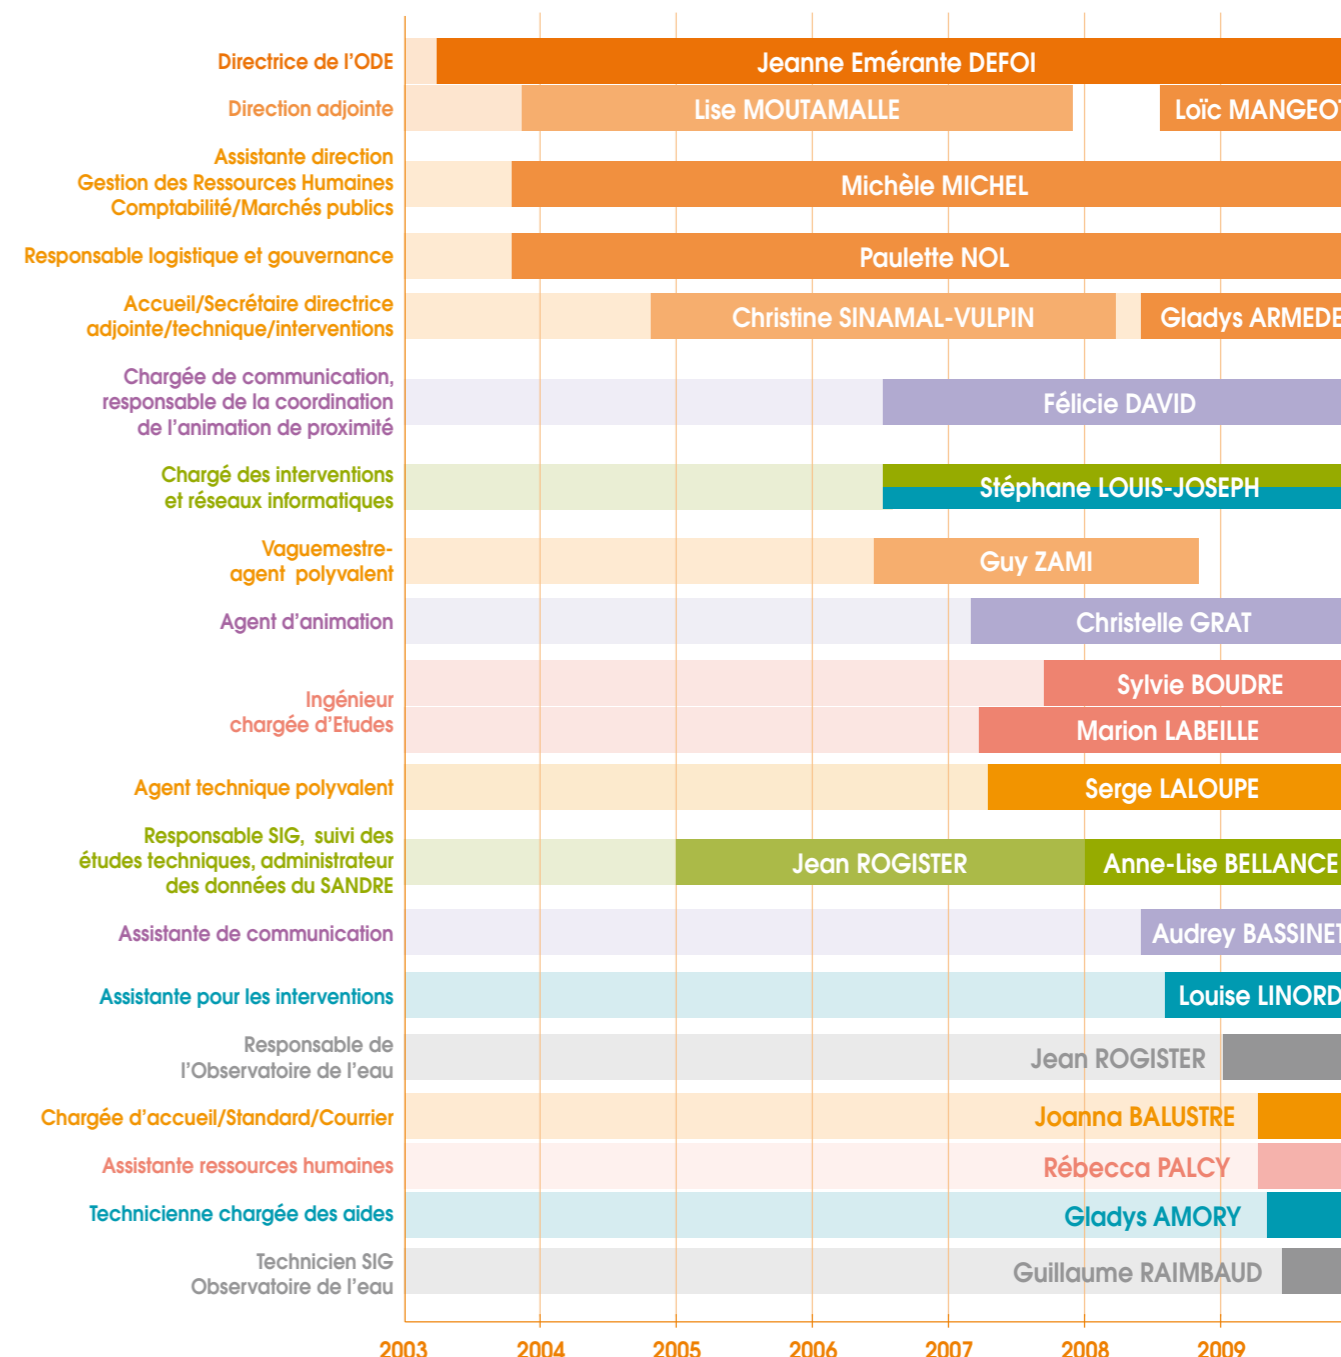 Directrice de l'ODE
Jeanne Emérante DEFOI
Direction adjointe
Lise MOUTAMALLE
Loïc MANGEOT
Assistante direction
Gestion des Ressources Humaines
Comptabilité/Marchés publics
Michèle MICHEL
Responsable logistique et gouvernance
Paulette NOL
Accueil/Secrétaire directrice
adjointe/technique/interventions
Christine SINAMAL-VULPIN
Gladys ARMEDE
Chargée de communication,
responsable de la coordination
de l'animation de proximité
Félicie DAVID
Chargé des interventions
et réseaux informatiques
Stéphane LOUIS-JOSEPH
Vaguemestre-
agent polyvalent
Guy ZAMI
Agent d'animation
Christelle GRAT
Ingénieur
chargée d'Etudes
Sylvie BOUDRE
Marion LABEILLE
Agent technique polyvalent
Serge LALOUPE
Responsable SIG, suivi des
études techniques, administrateur
des données du SANDRE
Jean ROGISTER
Anne-Lise BELLANCE
Assistante de communication
Audrey BASSINET
Assistante pour les interventions
Louise LINORD
Responsable de
l'Observatoire de l'eau
Jean ROGISTER
Chargée d'accueil/Standard/Courrier
Joanna BALUSTRE
Assistante ressources humaines
Rébecca PALCY
Technicienne chargée des aides
Gladys AMORY
Technicien SIG
Observatoire de l'eau
Guillaume RAIMBAUD
2003 2004 2005 2006 2007 2008 2009